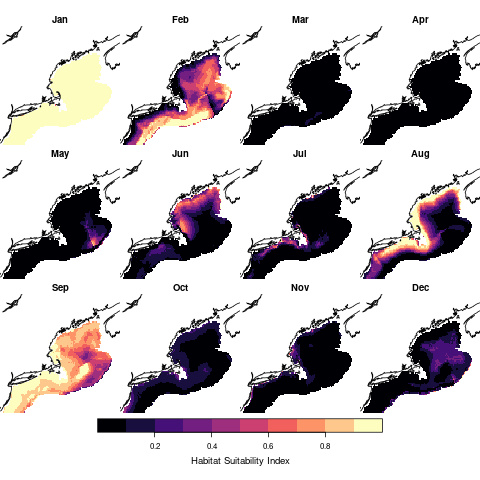 Jan Feb Mar Apr
May Jun Jul Aug
Sep Oct Nov Dec
0.2 0.4 0.6 0.8
Habitat Suitability Index